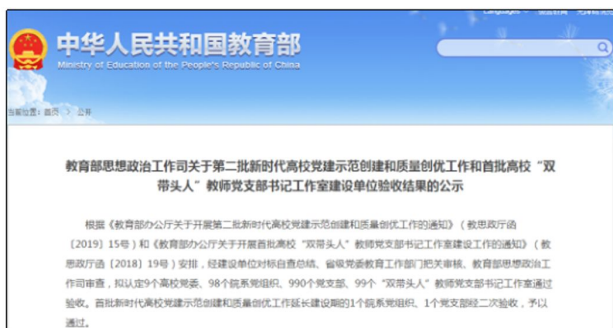 Languages
中华人民共和国教育部
Ministry of Education of the People's Republic of China
当前位置：首页 > 公开
教育部思想政治工作司关于第二批新时代高校党建示范创建和质量创优工作和首批高校“双
带头人”教师党支部书记工作室建设单位验收结果的公示
根据《教育部办公厅关于开展第二批新时代高校党建示范创建和质量创优工作的通知》（教思政厅函
〔2019〕15号）和《教育部办公厅关于开展首批高校“双带头人”教师党支部书记工作室建设工作的通知》（教
思政厅函〔2018〕19号）安排，经建设单位对标自查总结、省级党委教育工作部门把关审核、教育部思想政治工
作司审查，拟认定9个高校党委、98个院系党组织、990个党支部、99个“双带头人”教师党支部书记工作室通过
验收。首批新时代高校党建示范创建和质量创优工作延长建设期的1个院系党组织、1个党支部经二次验收，予以
通过。